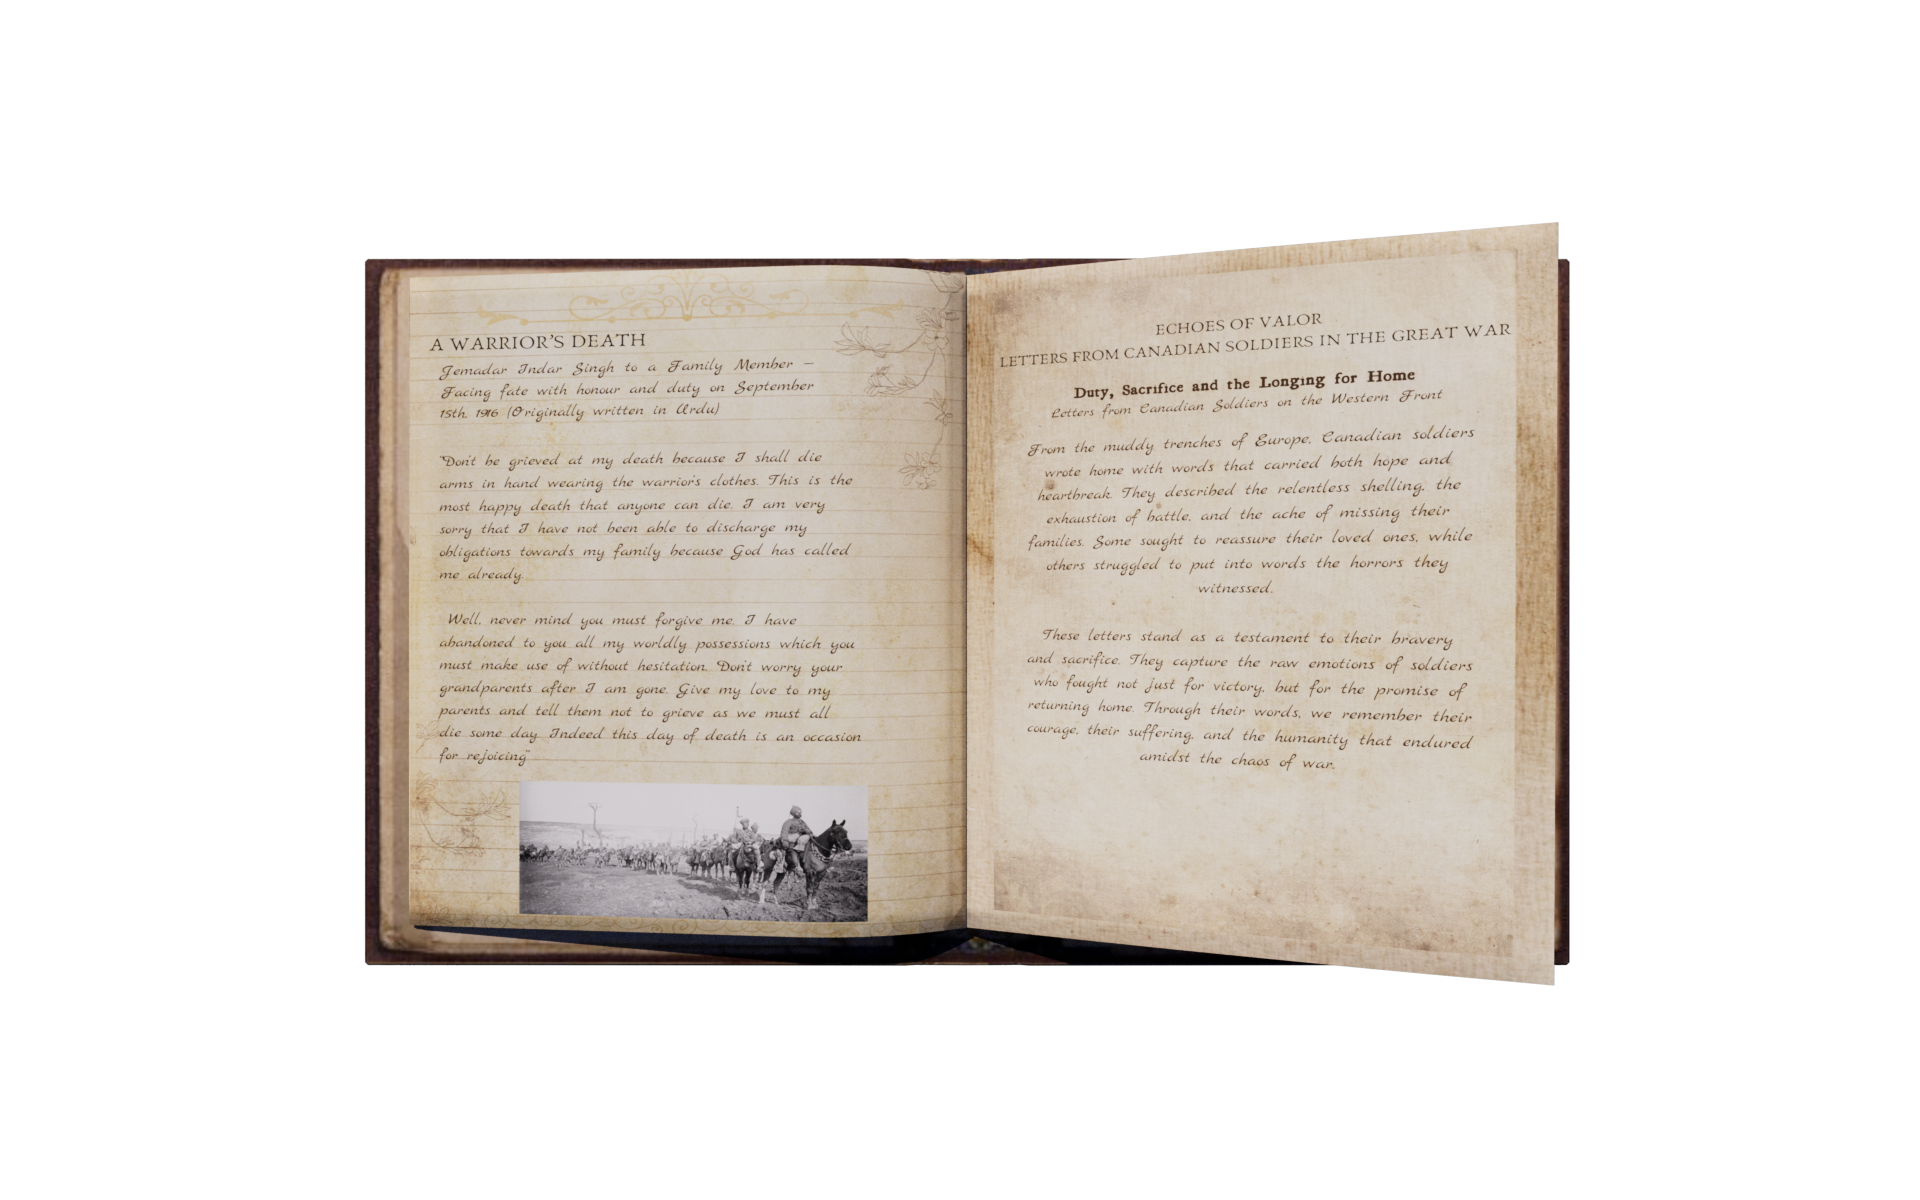 A WARRIOR'S DEATH
Jemadar Indar Singh to a Family Member –
Facing fate with honour and duty on September
15th, 1916 (Originally written in Urdu)
"Don't be grieved at my death because I shall die
arms in hand wearing the warrior's clothes. This is the
most happy death that anyone can die. I am very
sorry that I have not been able to discharge my
obligations towards my family because God has called
me already.
Well, never mind you must forgive me. I have
abandoned to you all my worldly possessions which you
must make use of without hesitation. Don't worry your
grandparents after I am gone. Give my love to my
parents and tell them not to grieve as we must all
die some day. Indeed this day of death is an occasion
for rejoicing"
ECHOES OF VALOR
LETTERS FROM CANADIAN SOLDIERS IN THE GREAT WAR
Duty, Sacrifice and the Longing for Home
Letters from Canadian Soldiers on the Western Front
From the muddy trenches of Europe, Canadian soldiers
wrote home with words that carried both hope and
heartbreak. They described the relentless shelling, the
exhaustion of battle, and the ache of missing their
families. Some sought to reassure their loved ones, while
others struggled to put into words the horrors they
witnessed.
These letters stand as a testament to their bravery
and sacrifice. They capture the raw emotions of soldiers
who fought not just for victory, but for the promise of
returning home. Through their words, we remember their
courage, their suffering, and the humanity that endured
amidst the chaos of war.